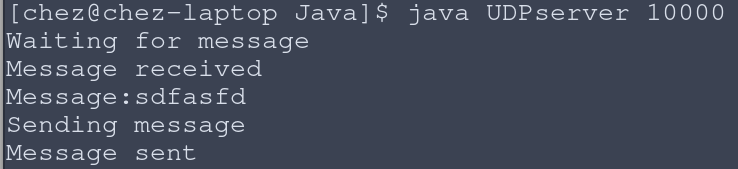 [chez@chez-laptop Java]$ java UDPserver 10000
Waiting for message
Message received
Message:sdfasfd
Sending message
Message sent